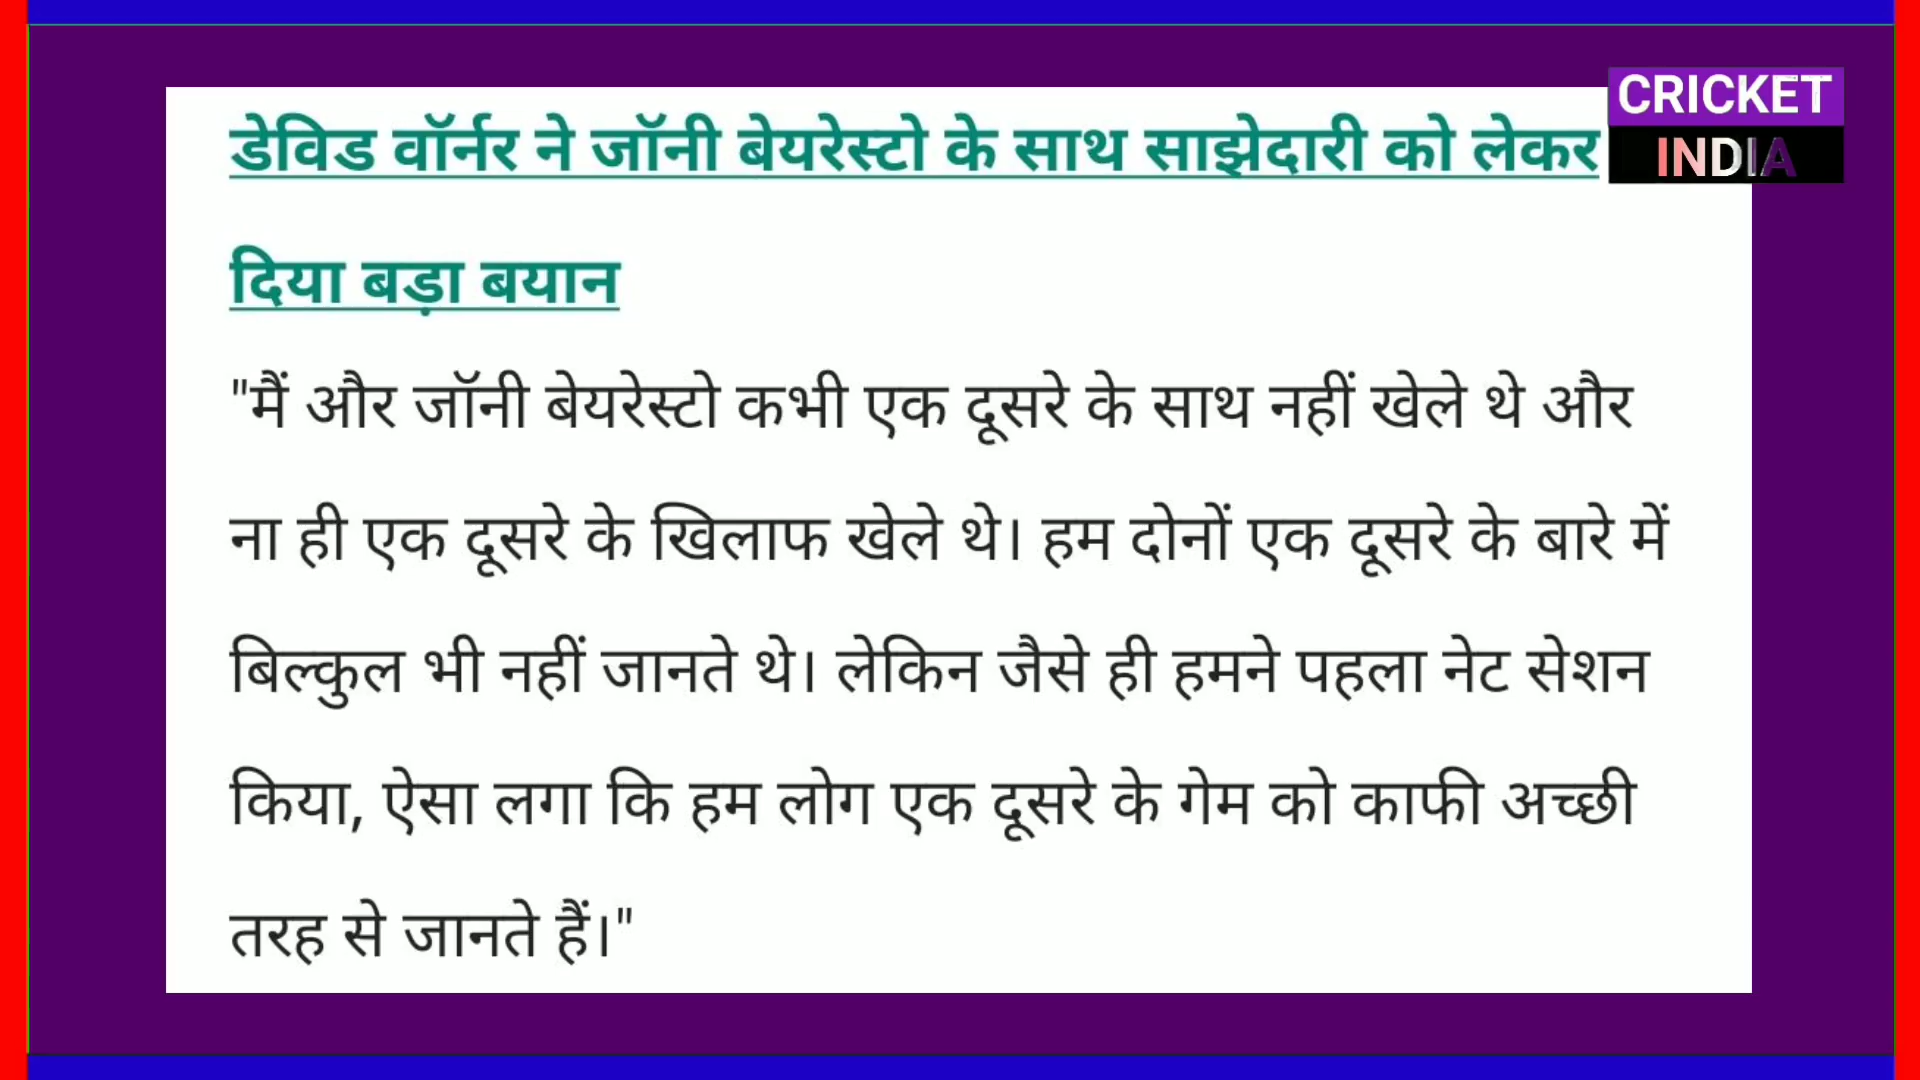 CRICKET
INDIA
डेविड वॉर्नर ने जॉनी बेयरेस्टो के साथ साझेदारी को लेकर
दिया बड़ा बयान
"मैं और जॉनी बेयरेस्टो कभी एक दूसरे के साथ नहीं खेले थे और
ना ही एक दूसरे के खिलाफ खेले थे। हम दोनों एक दूसरे के बारे में
बिल्कुल भी नहीं जानते थे। लेकिन जैसे ही हमने पहला नेट सेशन
किया, ऐसा लगा कि हम लोग एक दूसरे के गेम को काफी अच्छी
तरह से जानते हैं।"